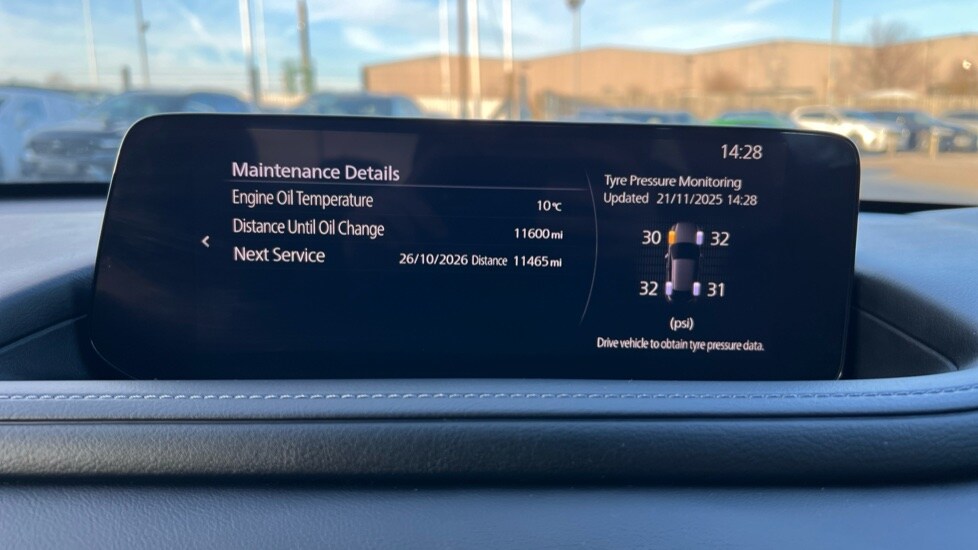 14:28
Maintenance Details
Engine Oil Temperature 10℃
Distance Until Oil Change 11600mi
Next Service 26/10/2026 Distance 11465mi
Tyre Pressure Monitoring
Updated 21/11/2025 14:28
30 32
32 31
(psi)
Drive vehicle to obtain tyre pressure data.